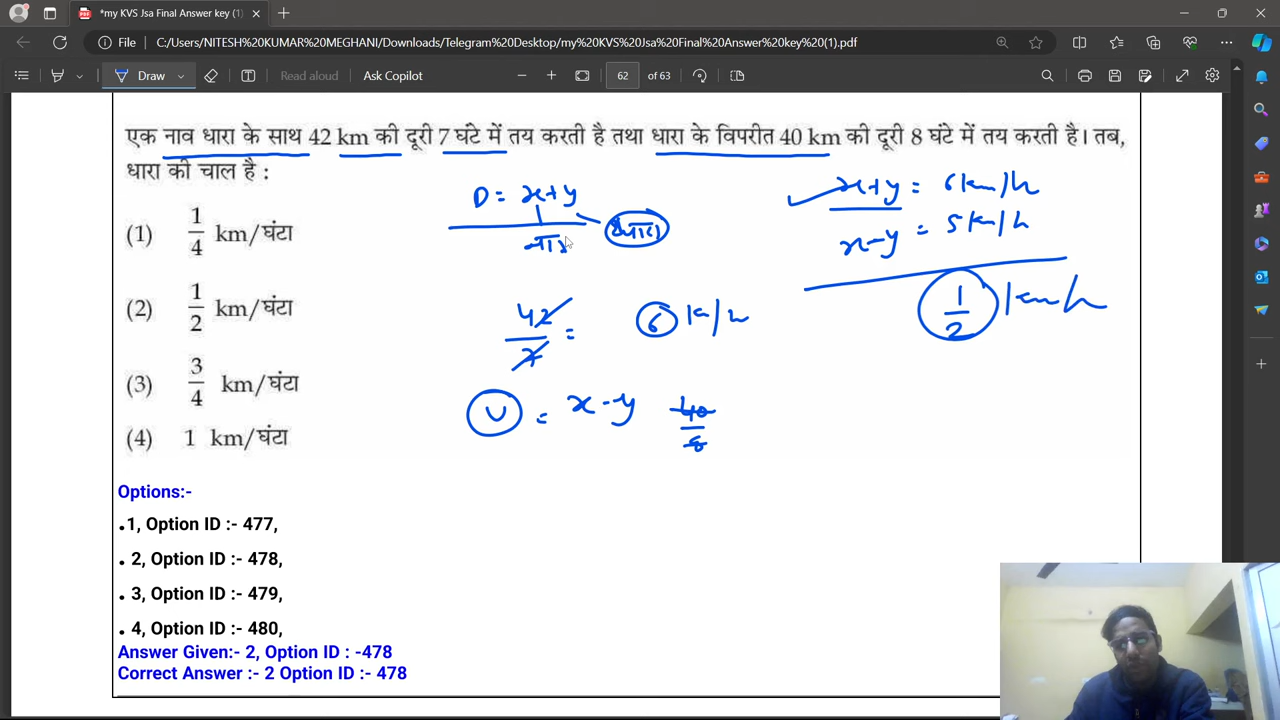 *my KVS Jsa Final Answer key (1)
File C:/Users/NITESH%20KUMAR%20MEGHANI/Downloads/Telegram%20Desktop/my%20KVS%20Jsa%20Final%20Answer%20key%20(1).pdf
Draw Read aloud Ask Copilot 62 of 63
एक नाव धारा के साथ 42 km की दूरी 7 घंटे में तय करती है तथा धारा के विपरीत 40 km की दूरी 8 घंटे में तय करती है। तब,
धारा की चाल है :
(1) 1/4 km/घंटा
(2) 1/2 km/घंटा
(3) 3/4 km/घंटा
(4) 1 km/घंटा
D = x+y
नाव धारा
42/7 = 6 k/h
U = x-y 40/8
x+y = 6km/h
x-y = 5km/h
1/2 km/h
Options:-
.1, Option ID :- 477,
. 2, Option ID :- 478,
. 3, Option ID :- 479,
. 4, Option ID :- 480,
Answer Given:- 2, Option ID : -478
Correct Answer :- 2 Option ID :- 478